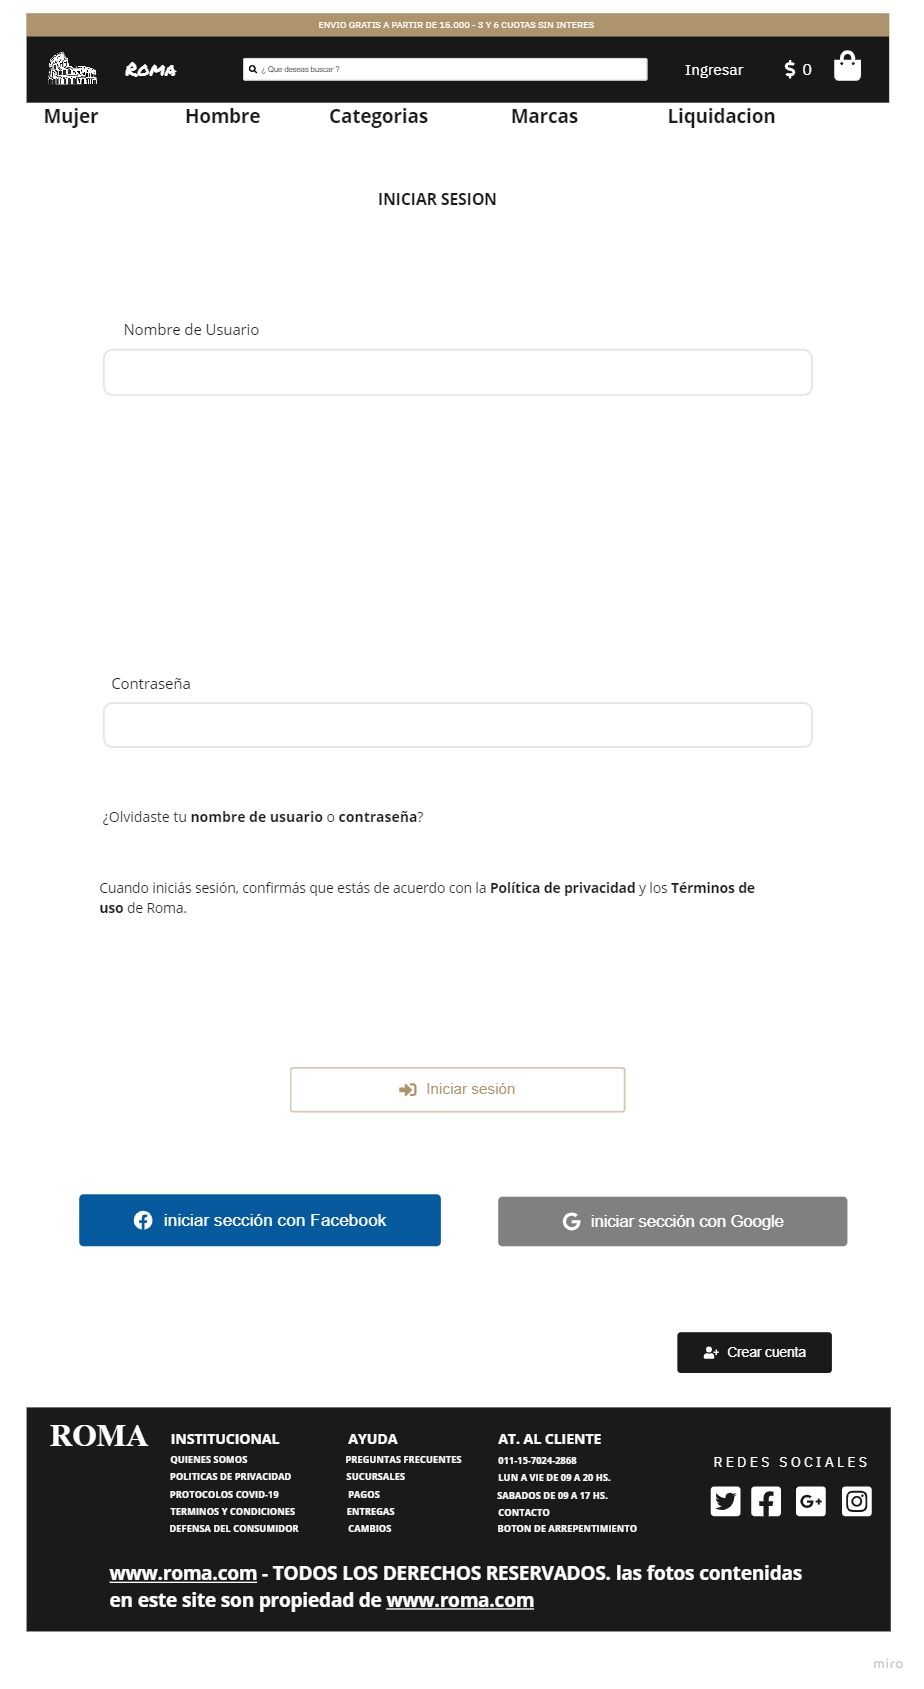 ENVIO GRATIS A PARTIR DE 15.000 - 3 Y 6 CUOTAS SIN INTERES
ROMA
¿ Que deseas buscar ?
Ingresar
$ 0
Mujer Hombre Categorias Marcas Liquidacion
INICIAR SESION
Nombre de Usuario
Contraseña
¿Olvidaste tu nombre de usuario o contraseña?
Cuando iniciás sesión, confirmás que estás de acuerdo con la Política de privacidad y los Términos de
uso de Roma.
Iniciar sesión
iniciar sección con Facebook
iniciar sección con Google
Crear cuenta
ROMA
INSTITUCIONAL
QUIENES SOMOS
POLITICAS DE PRIVACIDAD
PROTOCOLOS COVID-19
TERMINOS Y CONDICIONES
DEFENSA DEL CONSUMIDOR
AYUDA
PREGUNTAS FRECUENTES
SUCURSALES
PAGOS
ENTREGAS
CAMBIOS
AT. AL CLIENTE
011-15-7024-2868
LUN A VIE DE 09 A 20 HS.
SABADOS DE 09 A 17 HS.
CONTACTO
BOTON DE ARREPENTIMIENTO
REDES SOCIALES
www.roma.com - TODOS LOS DERECHOS RESERVADOS. las fotos contenidas
en este site son propiedad de www.roma.com
miro